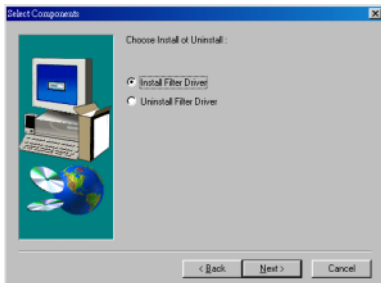 Select Components
Choose Install ot Uninstall :
Install Filter Driver
Uninstall Filter Driver
< Back
Next >
Cancel